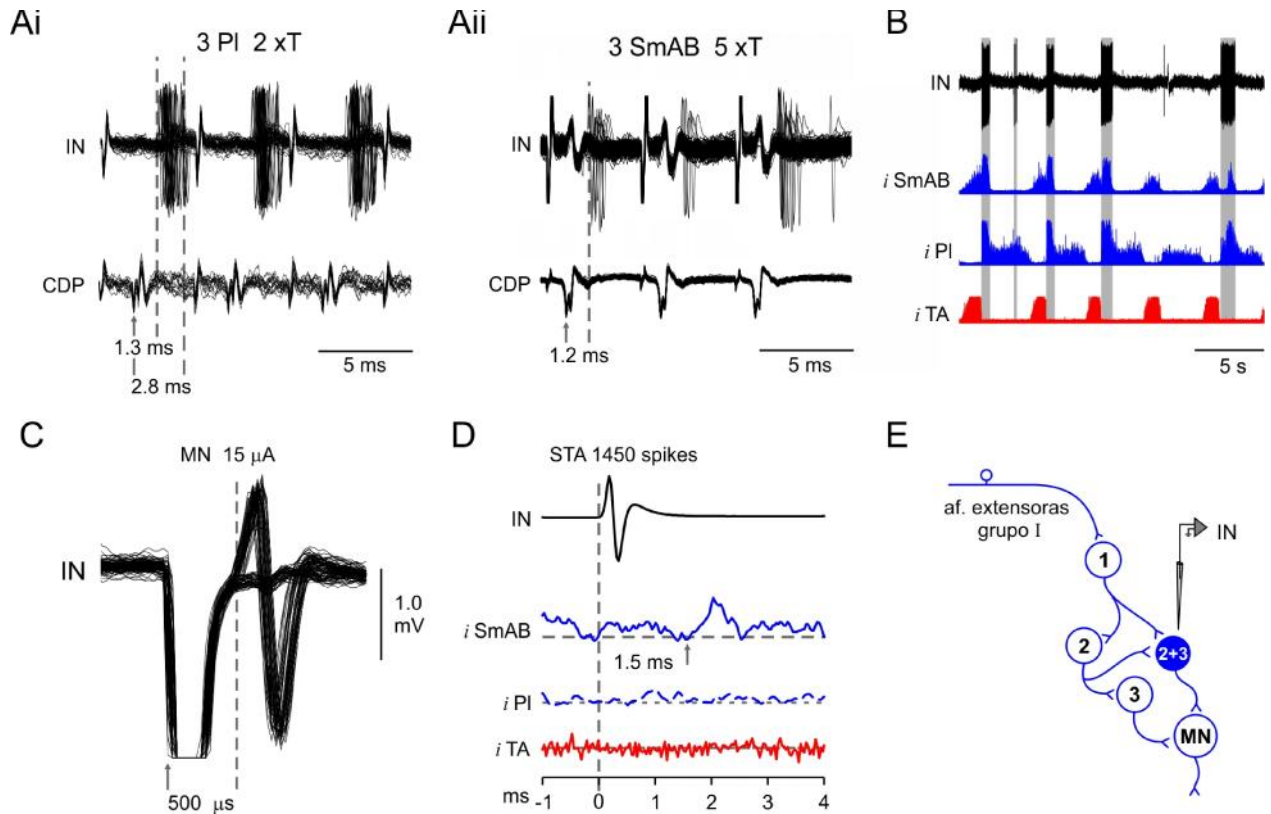 Ai
3 Pl 2 xT
IN
CDP
1.3 ms
2.8 ms
5 ms
Aii
3 SmAB 5 xT
IN
CDP
1.2 ms
5 ms
B
IN
i SmAB
i Pl
i TA
5 s
C
MN 15 μA
IN
1.0
mV
500 μs
D
STA 1450 spikes
IN
i SmAB
1.5 ms
i Pl
i TA
ms
-1 0 1 2 3 4
E
af. extensoras
grupo I
IN
1
2
2+3
3
MN